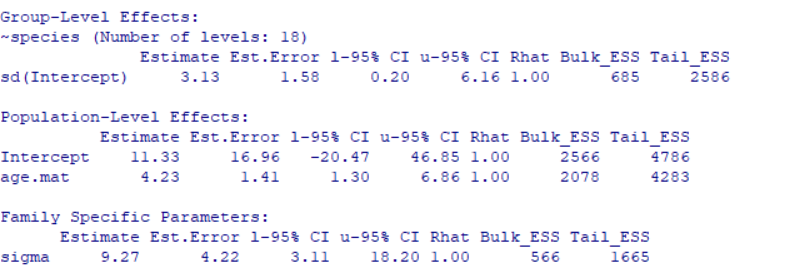 Group-Level Effects:
~species (Number of levels: 18)
              Estimate Est.Error l-95% CI u-95% CI Rhat Bulk_ESS Tail_ESS
sd(Intercept)     3.13      1.58     0.20     6.16 1.00      685     2586
Population-Level Effects:
          Estimate Est.Error l-95% CI u-95% CI Rhat Bulk_ESS Tail_ESS
Intercept    11.33     16.96   -20.47    46.85 1.00     2566     4786
age.mat       4.23      1.41     1.30     6.86 1.00     2078     4283
Family Specific Parameters:
      Estimate Est.Error l-95% CI u-95% CI Rhat Bulk_ESS Tail_ESS
sigma     9.27      4.22     3.11    18.20 1.00      566     1665